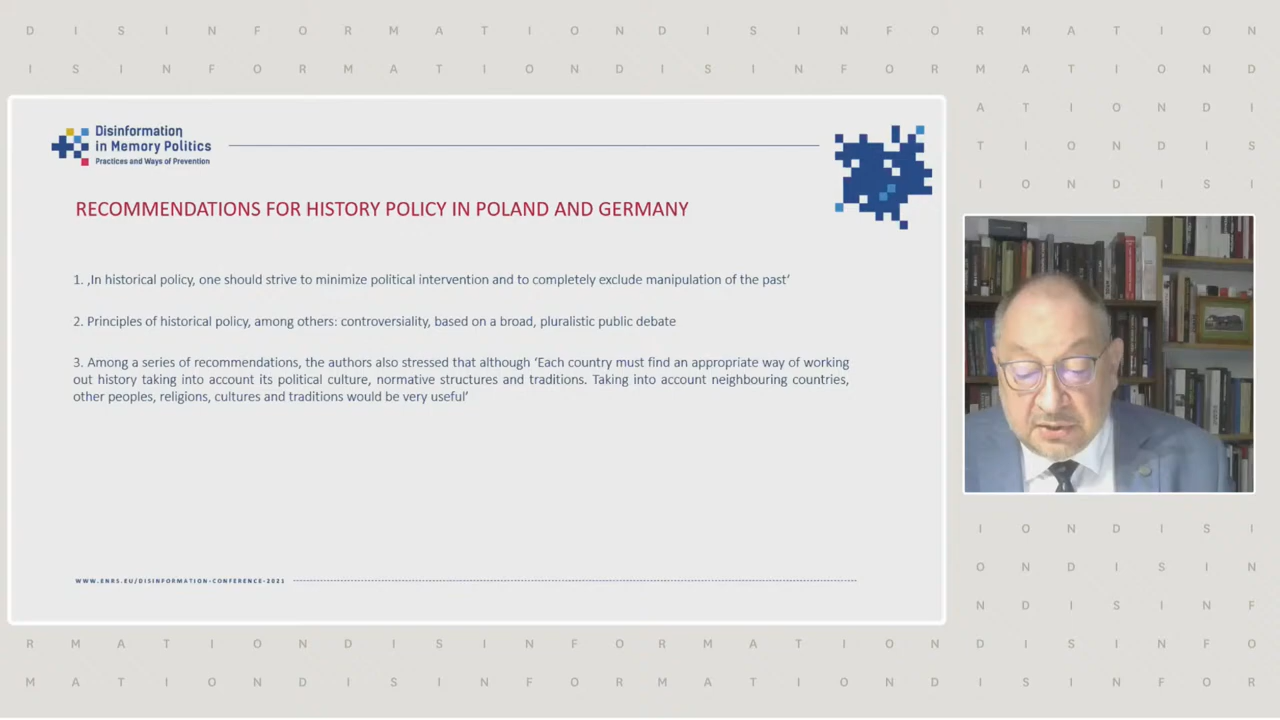 D I S I N F O R M A T I O N D I S I N F O R M A T I O N
I S I N F O R M A T I O N D I S I N F O R M A T I O N D
A T I O N D I
T I O N D I S
I O N D I S I
Disinformation
in Memory Politics
Practices and Ways of Prevention
RECOMMENDATIONS FOR HISTORY POLICY IN POLAND AND GERMANY
1. ‚In historical policy, one should strive to minimize political intervention and to completely exclude manipulation of the past’
2. Principles of historical policy, among others: controversiality, based on a broad, pluralistic public debate
3. Among a series of recommendations, the authors also stressed that although ‘Each country must find an appropriate way of working
out history taking into account its political culture, normative structures and traditions. Taking into account neighbouring countries,
other peoples, religions, cultures and traditions would be very useful’
WWW.ENRS.EU/DISINFORMATION-CONFERENCE-2021
I O N D I S I
O N D I S I N
N D I S I N F
R M A T I O N D I S I N F O R M A T I O N D I S I N F O
M A T I O N D I S I N F O R M A T I O N D I S I N F O R